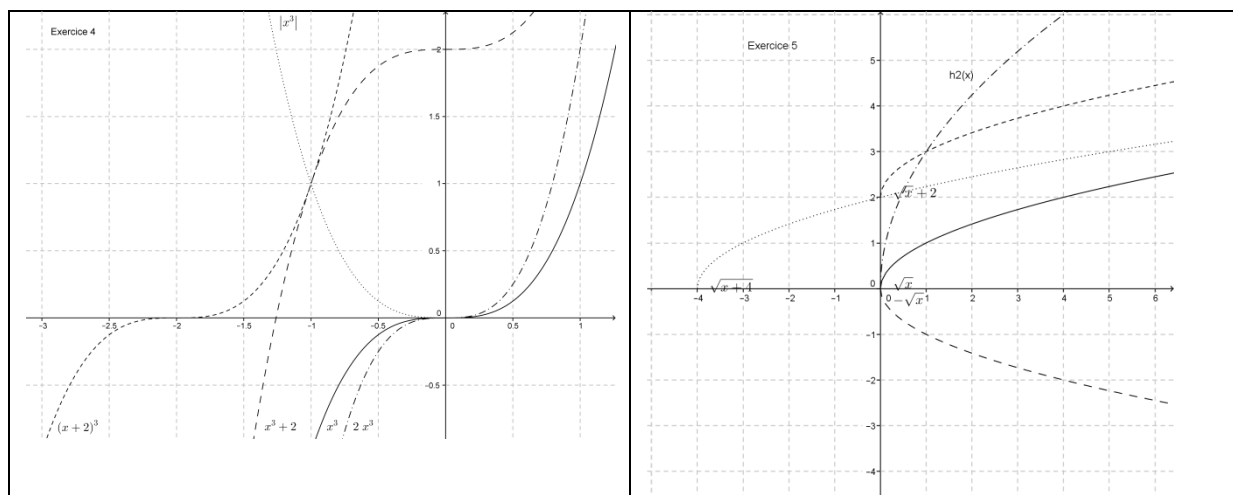 Exercice 4
|x³|
2
1.5
1
0.5
0
-3 -2.5 -2 -1.5 -1 -0.5 0 0.5 1
-0.5
(x + 2)³ x³ + 2 x³ 2 x³
Exercice 5
h2(x)
5
4
3
2
√x + 2
1
0
√(x + 4) √x
-4 -3 -2 -1 0 1 2 3 4 5 6
-√x
-1
-2
-3
-4